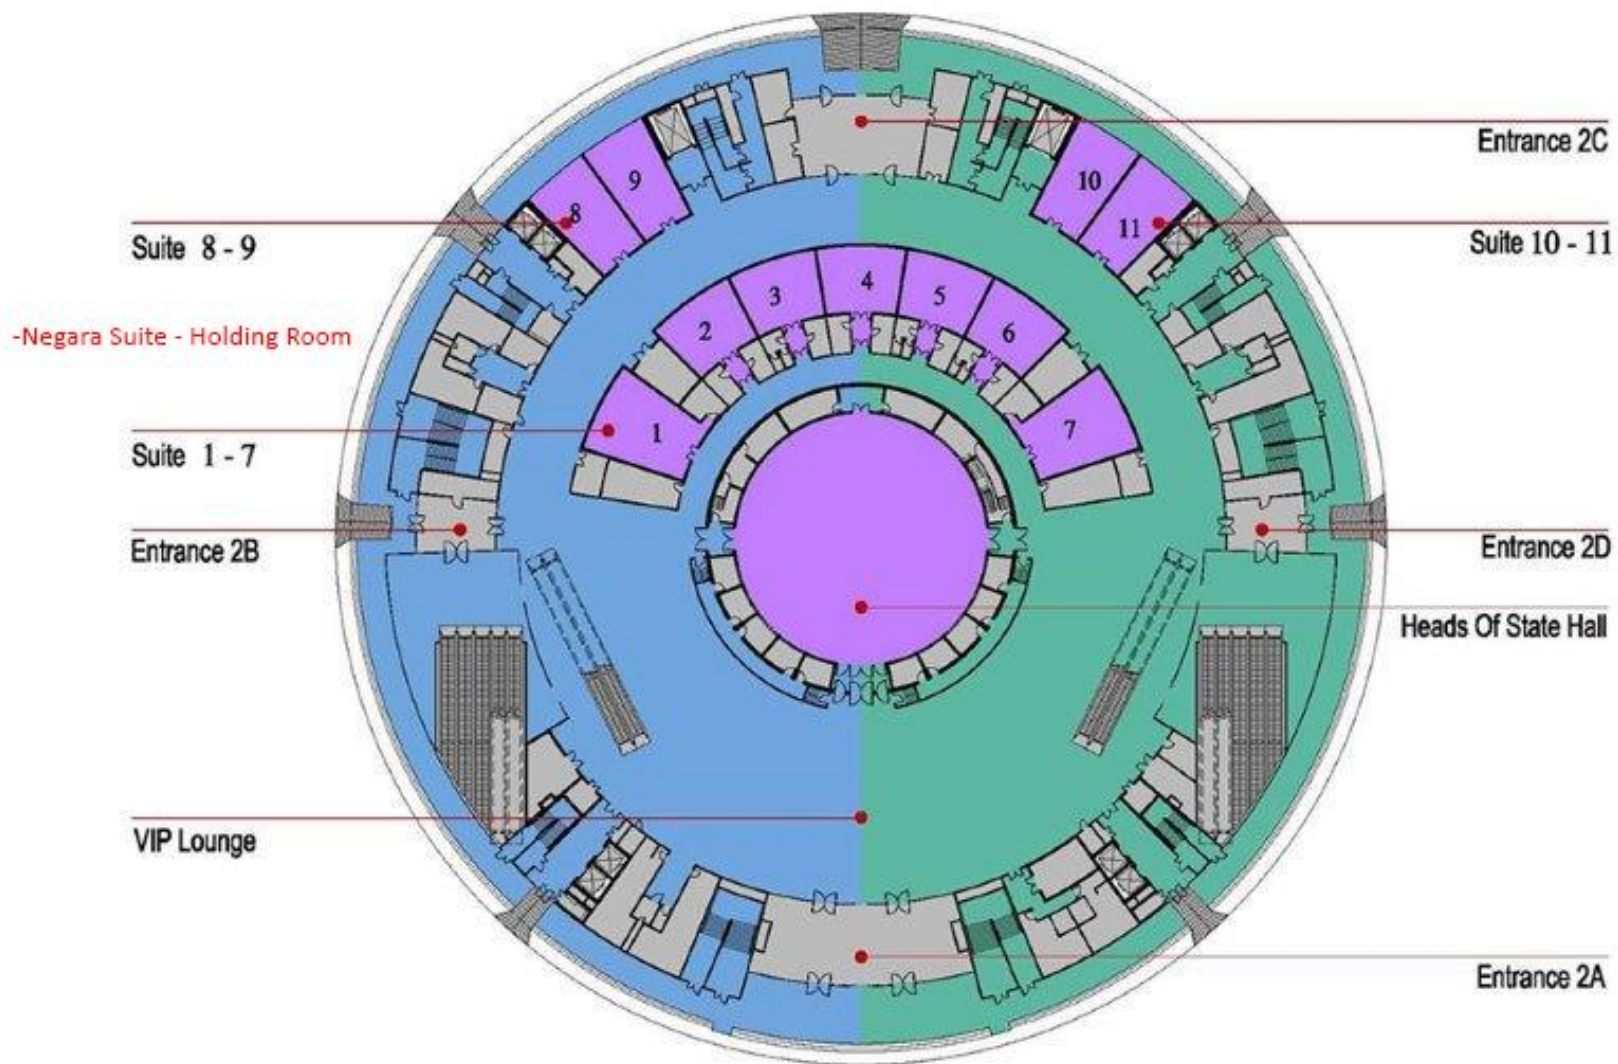 Entrance 2C
Suite 8 - 9
Suite 10 - 11
-Negara Suite - Holding Room
Suite 1 - 7
Entrance 2B
Entrance 2D
Heads Of State Hall
VIP Lounge
Entrance 2A
9
10
8
11
3
4
5
2
6
1
7